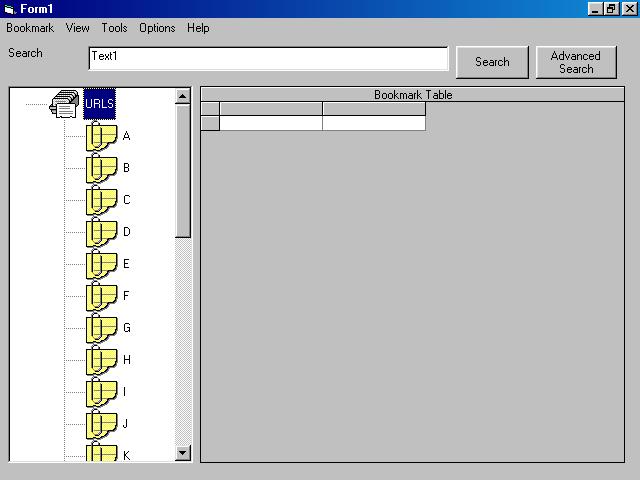 Form1
Bookmark View Tools Options Help
Search
Text1
Search
Advanced
Search
URLS
A
B
C
D
E
F
G
H
I
J
K
Bookmark Table